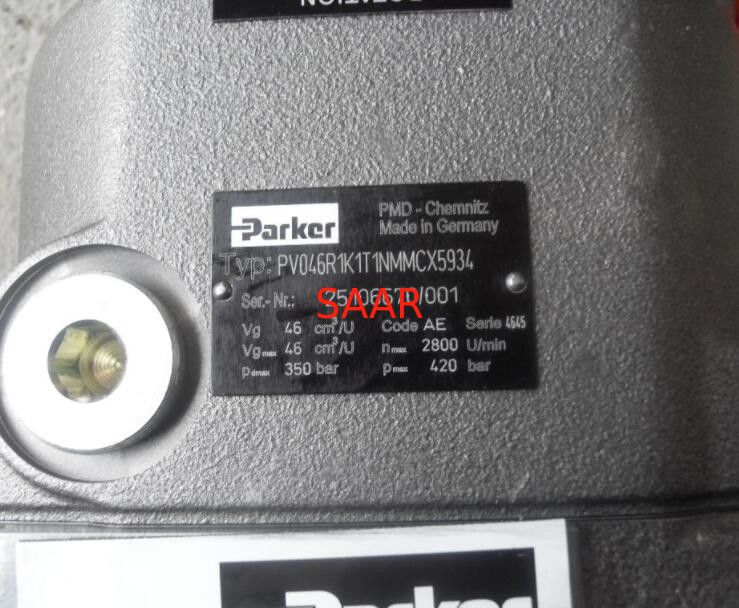 Parker
PMD - Chemnitz
Made in Germany
Typ: PV046R1K1T1NMMCX5934
Ser.-Nr.: /001
SAAR
Vg 46 cm³/U Code AE Serie 4645
Vgmax 46 cm³/U nmax 2800 U/min
pdmax 350 bar pmax 420 bar
Parker